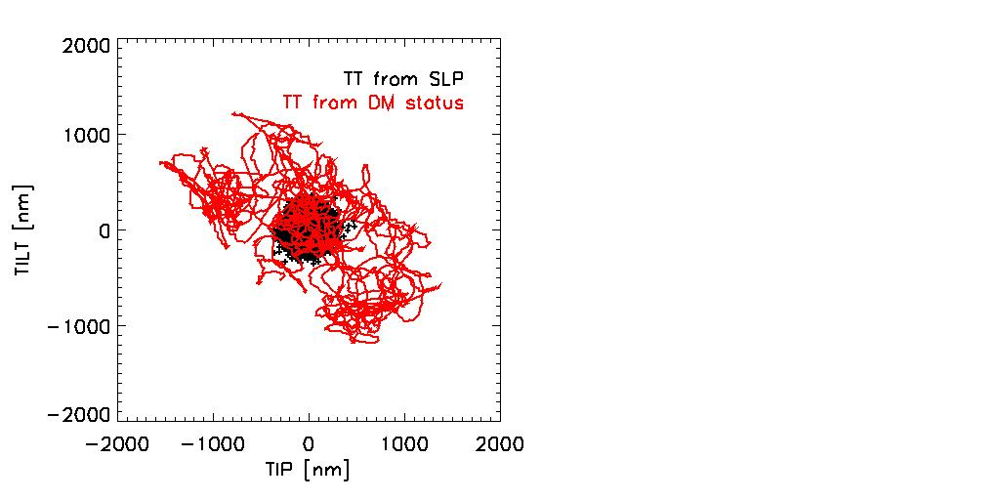 2000
TT from SLP
TT from DM status
1000
0
-1000
-2000
TILT [nm]
-2000 -1000 0 1000 2000
TIP [nm]